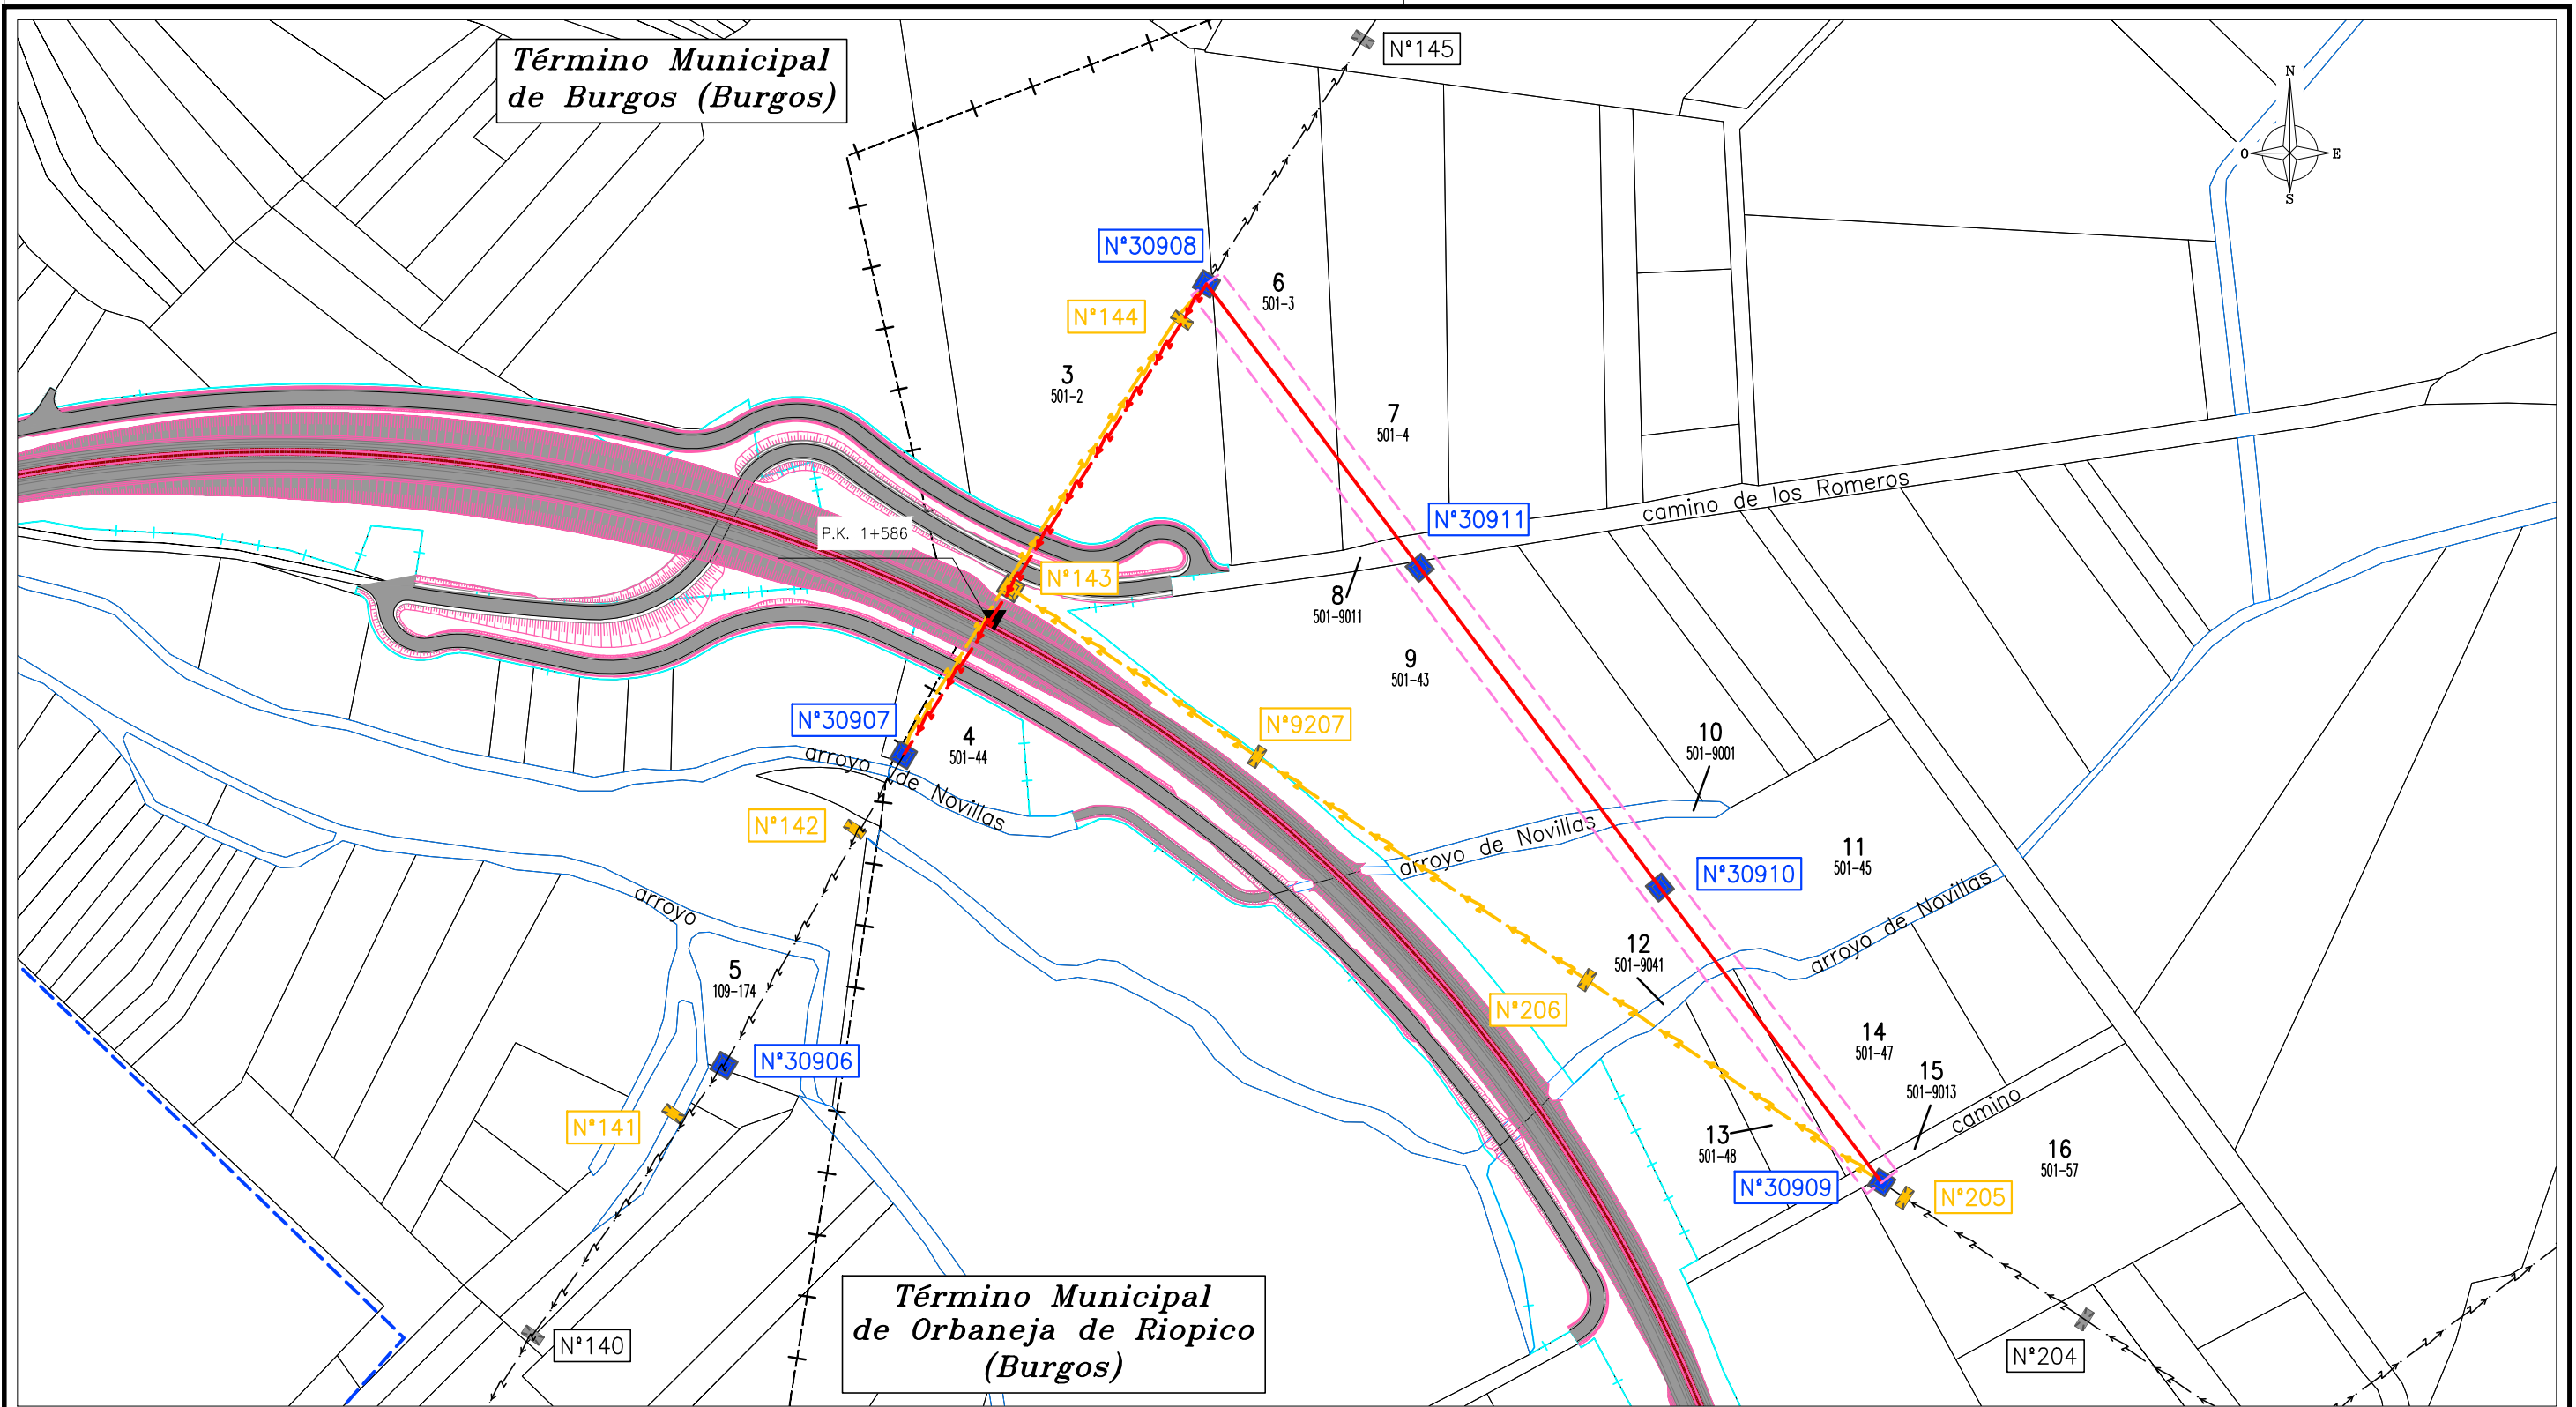 Término Municipal
de Burgos (Burgos)
N°145
N
O
E
S
N°30908
6
501-3
N°144
3
501-2
7
501-4
camino de los Romeros
N°30911
P.K. 1+586
N°143
8
501-9011
9
501-43
N°30907
4
501-44
N°9207
10
501-9001
arroyo de Novillas
N°142
arroyo de Novillas
11
501-45
N°30910
arroyo
arroyo de Novillas
12
501-9041
5
109-174
N°206
N°30906
14
501-47
15
501-9013
camino
N°141
13
501-48
16
501-57
N°30909
N°205
Término Municipal
de Orbaneja de Riopico
(Burgos)
N°140
N°204